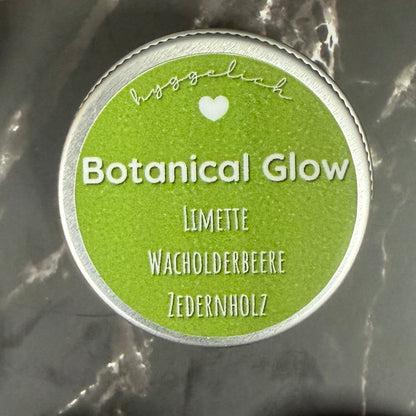 hyggelich
Botanical Glow
Limette
Wacholderbeere
Zedernholz